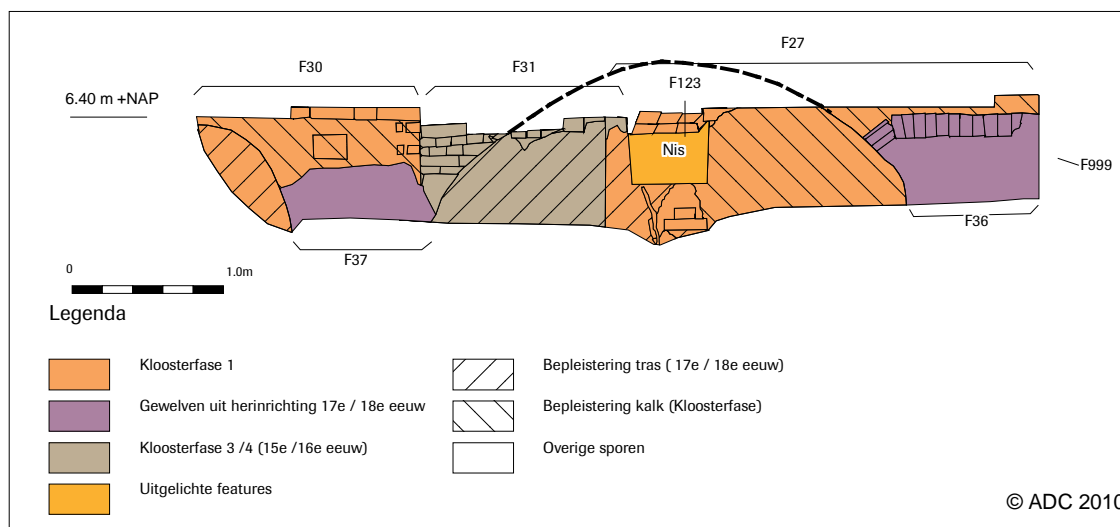 F27
F30
F31
F123
6.40 m +NAP
Nis
F999
F36
F37
0
1.0m
Legenda
Kloosterfase 1
Gewelven uit herinrichting 17e / 18e eeuw
Kloosterfase 3 /4 (15e /16e eeuw)
Uitgelichte features
Bepleistering tras ( 17e / 18e eeuw)
Bepleistering kalk (Kloosterfase)
Overige sporen
© ADC 2010